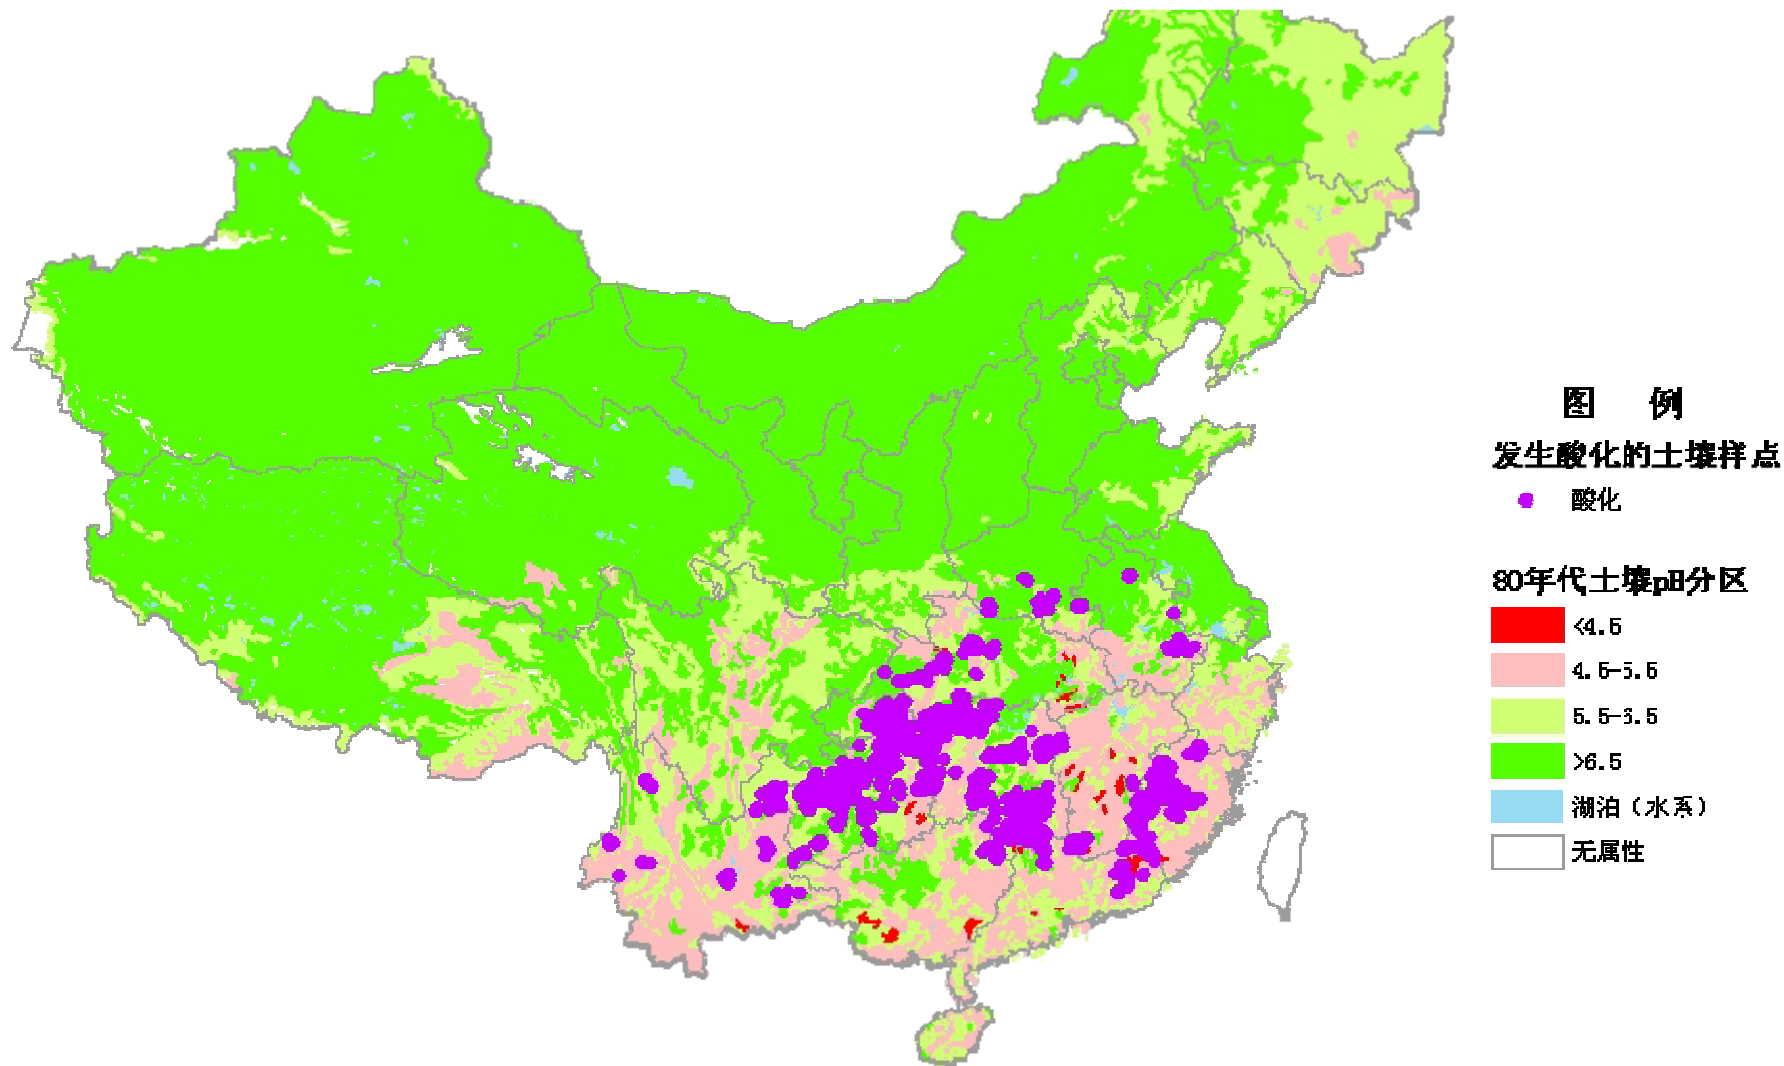 图 例
发生酸化的土壤样点
酸化
80年代土壤pH分区
<4.5
4.5-5.5
5.5-6.5
>6.5
湖泊（水系）
无属性